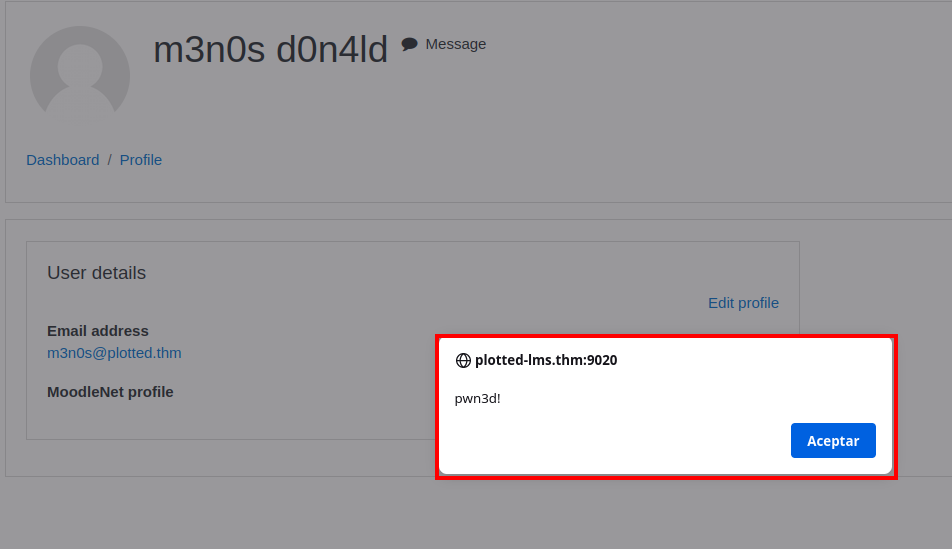 m3n0s d0n4ld Message
Dashboard / Profile
User details
Edit profile
Email address
m3n0s@plotted.thm
MoodleNet profile
plotted-lms.thm:9020
pwn3d!
Aceptar